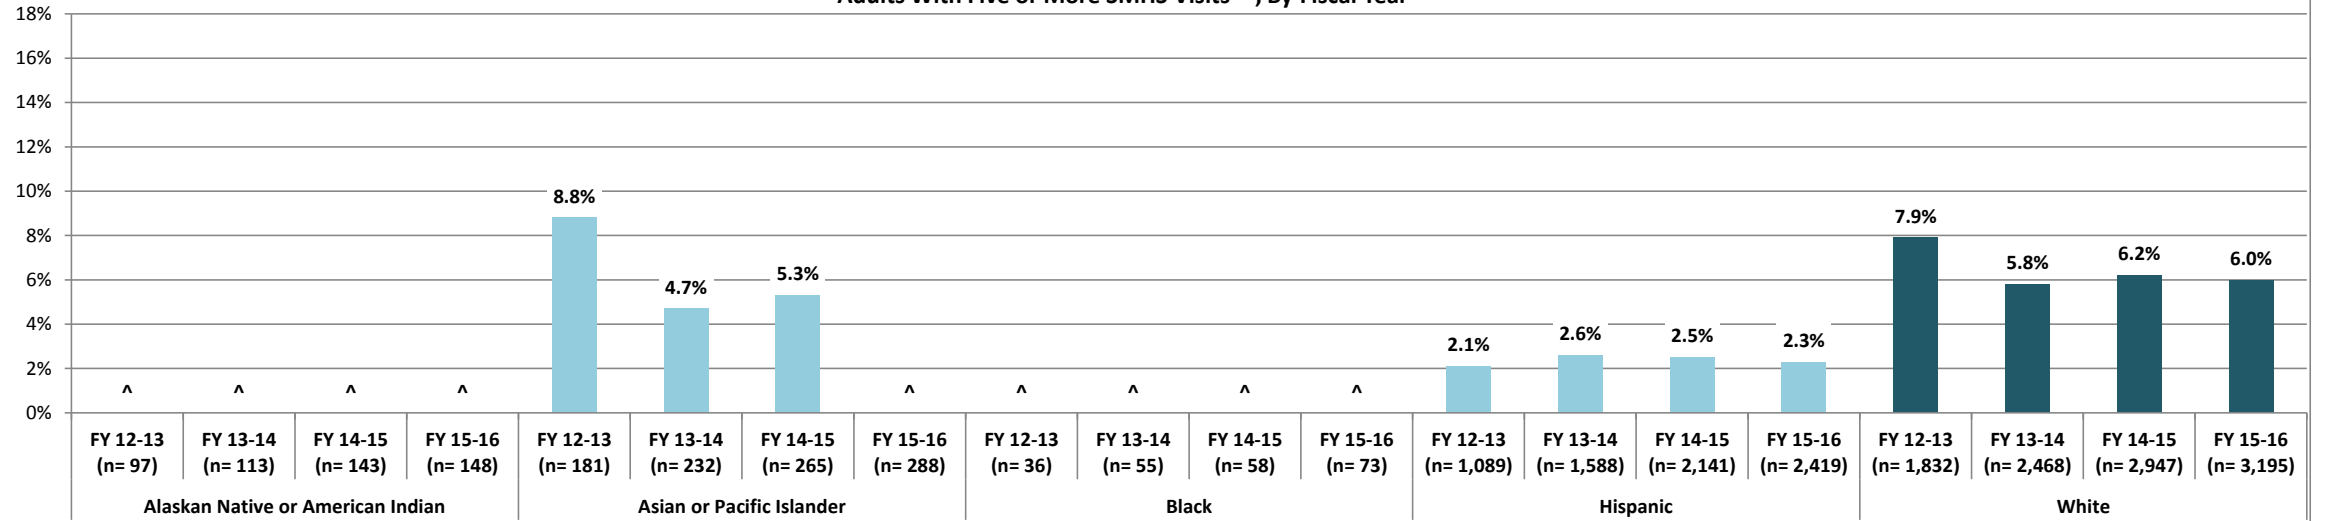 18%
16%
14%
12%
10%
8%
6%
4%
2%
0%
^ ^ ^ ^ 8.8% 4.7% 5.3% ^ ^ ^ ^ ^ 2.1% 2.6% 2.5% 2.3% 7.9% 5.8% 6.2% 6.0%
FY 12-13 FY 13-14 FY 14-15 FY 15-16 FY 12-13 FY 13-14 FY 14-15 FY 15-16 FY 12-13 FY 13-14 FY 14-15 FY 15-16 FY 12-13 FY 13-14 FY 14-15 FY 15-16 FY 12-13 FY 13-14 FY 14-15 FY 15-16
(n= 97) (n= 113) (n= 143) (n= 148) (n= 181) (n= 232) (n= 265) (n= 288) (n= 36) (n= 55) (n= 58) (n= 73) (n= 1,089) (n= 1,588) (n= 2,141) (n= 2,419) (n= 1,832) (n= 2,468) (n= 2,947) (n= 3,195)
Alaskan Native or American Indian Asian or Pacific Islander Black Hispanic White